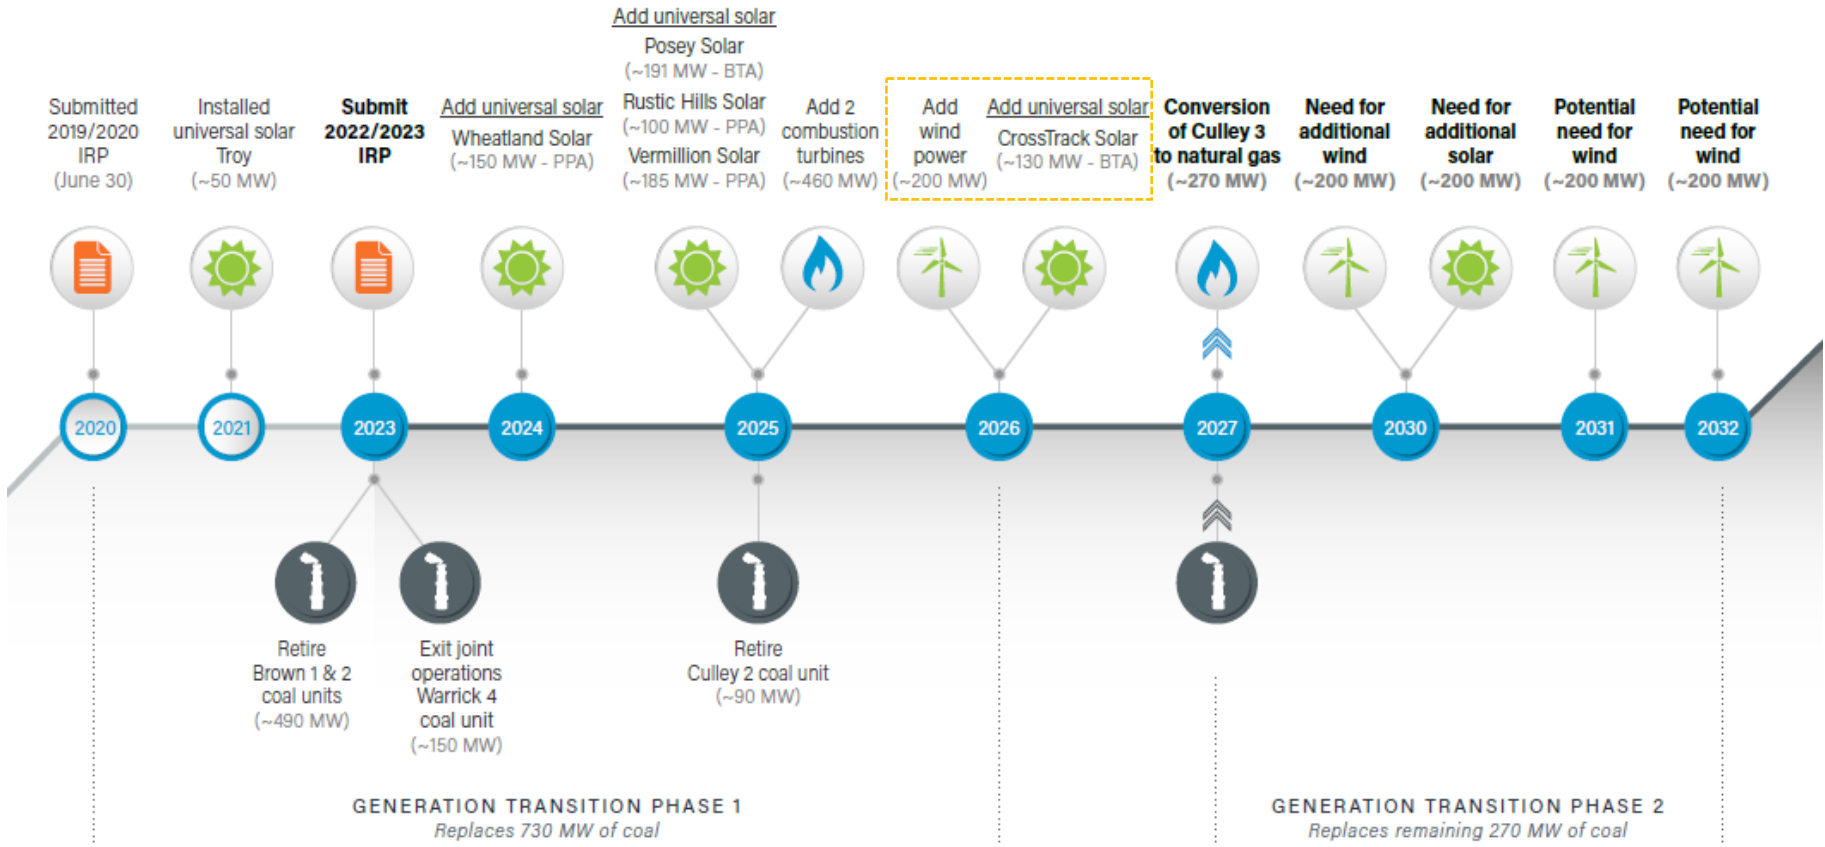 Submitted
2019/2020
IRP
(June 30)
Installed
universal solar
Troy
(~50 MW)
Submit
2022/2023
IRP
Add universal solar
Wheatland Solar
(~150 MW - PPA)
Add universal solar
Posey Solar
(~191 MW - BTA)
Rustic Hills Solar
(~100 MW - PPA)
Vermillion Solar
(~185 MW - PPA)
Add 2
combustion
turbines
(~460 MW)
Add
wind
power
(~200 MW)
Add universal solar
CrossTrack Solar
(~130 MW - BTA)
Conversion
of Culley 3
to natural gas
(~270 MW)
Need for
additional
wind
(~200 MW)
Need for
additional
solar
(~200 MW)
Potential
need for
wind
(~200 MW)
Potential
need for
wind
(~200 MW)
2020
2021
2023
2024
2025
2026
2027
2030
2031
2032
Retire
Brown 1 & 2
coal units
(~490 MW)
Exit joint
operations
Warrick 4
coal unit
(~150 MW)
Retire
Culley 2 coal unit
(~90 MW)
GENERATION TRANSITION PHASE 1
Replaces 730 MW of coal
GENERATION TRANSITION PHASE 2
Replaces remaining 270 MW of coal